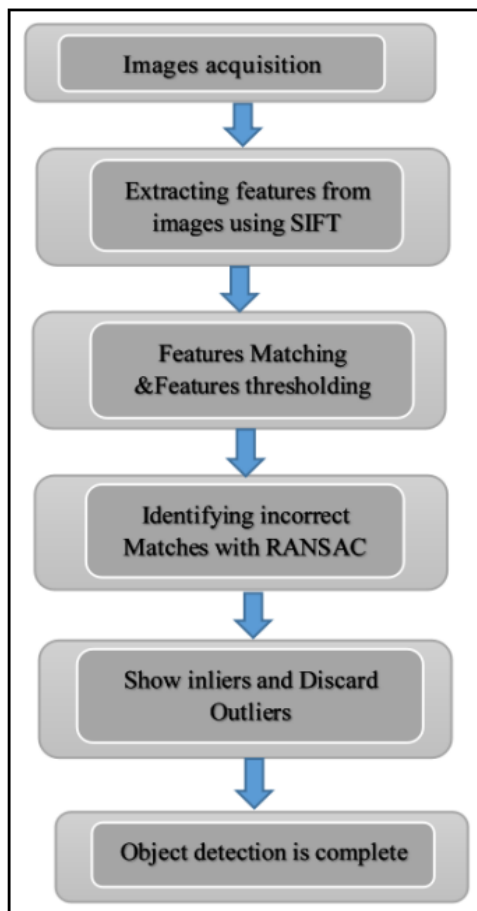 Images acquisition
Extracting features from
images using SIFT
Features Matching
&Features thresholding
Identifying incorrect
Matches with RANSAC
Show inliers and Discard
Outliers
Object detection is complete